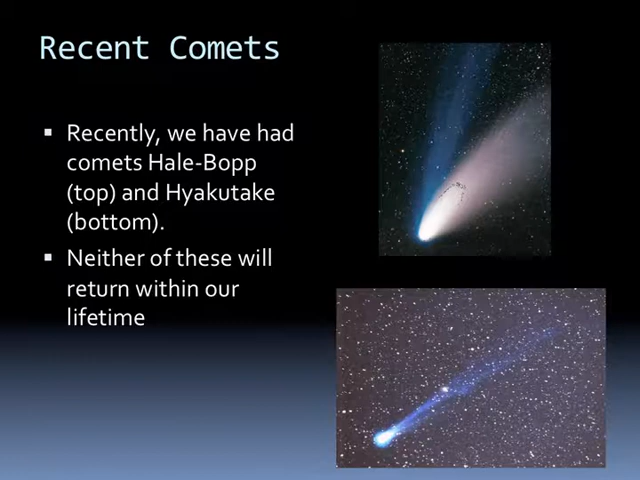 Recent Comets
▪ Recently, we have had
comets Hale-Bopp
(top) and Hyakutake
(bottom).
▪ Neither of these will
return within our
lifetime